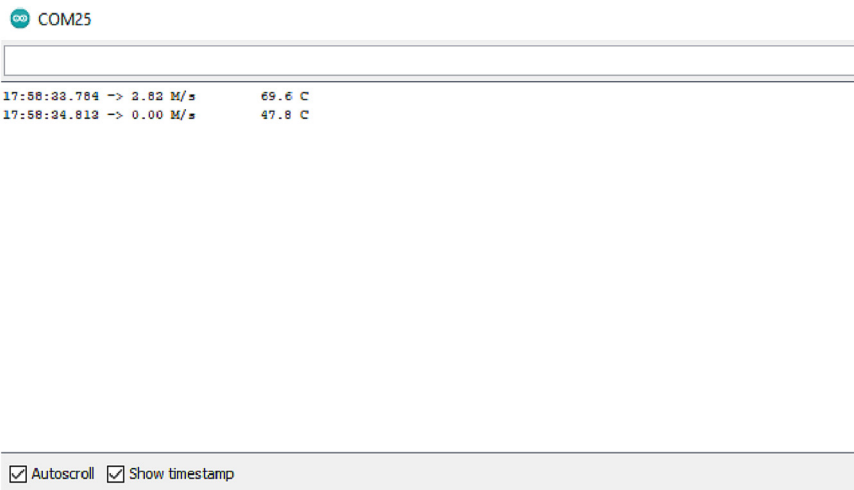 COM25
17:58:33.784 -> 2.82 M/s 69.6 C
17:58:34.813 -> 0.00 M/s 47.8 C
Autoscroll Show timestamp